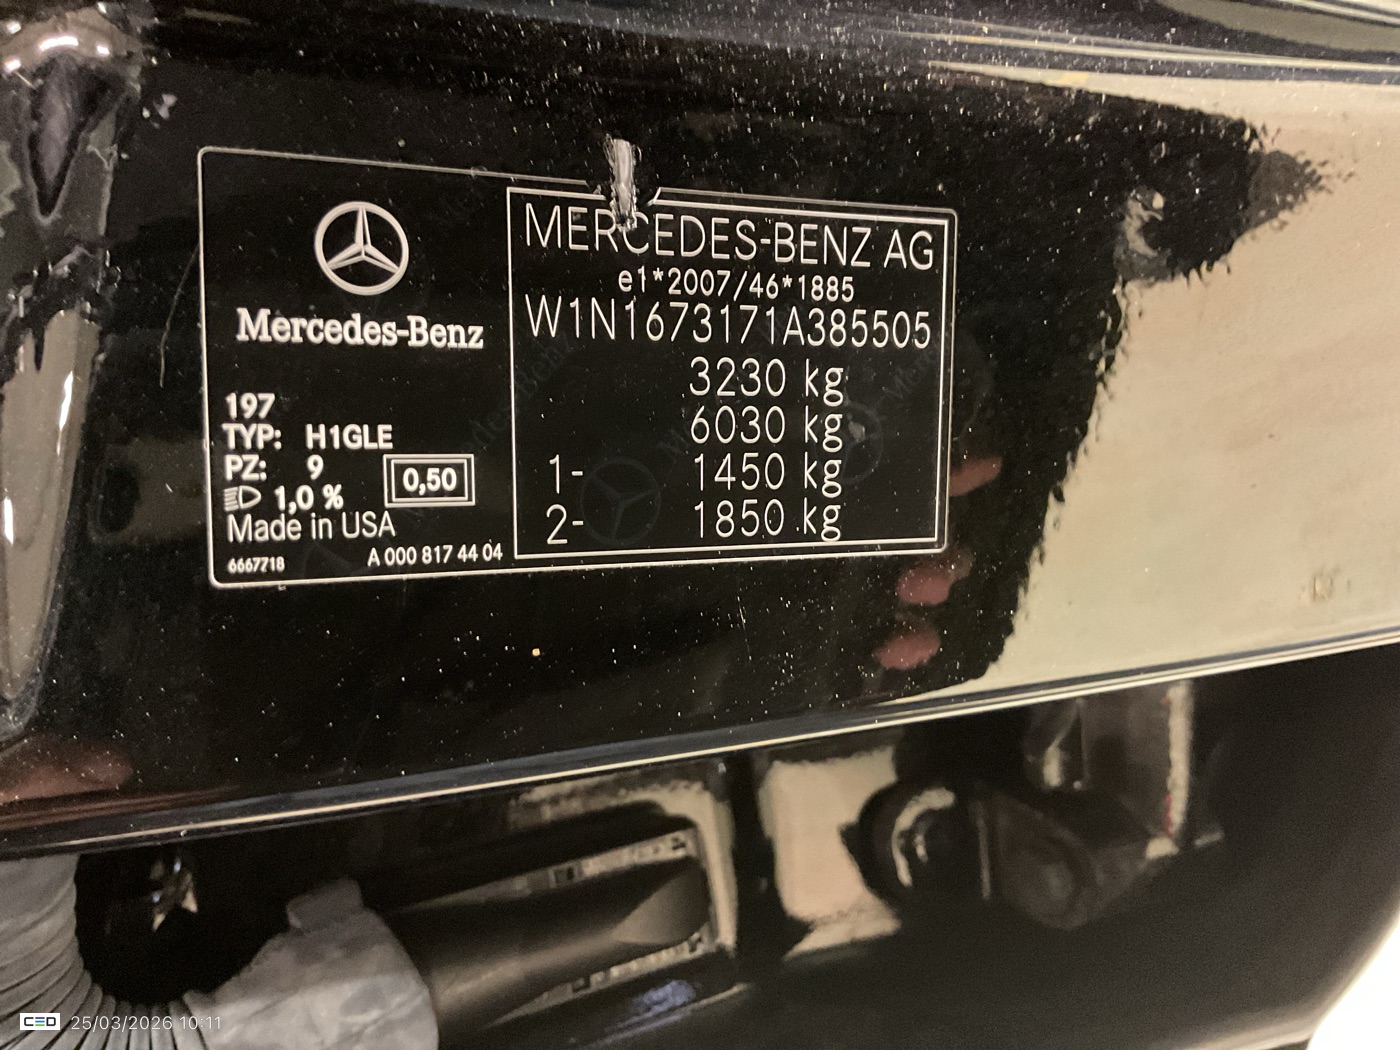 Mercedes-Benz
197
TYP: H1GLE
PZ: 9
1,0 %
0,50
Made in USA
6667718
A 000 817 44 04
MERCEDES-BENZ AG
e1*2007/46*1885
W1N1673171A385505
3230 kg
6030 kg
1- 1450 kg
2- 1850 kg
CED 25/03/2026 10:11